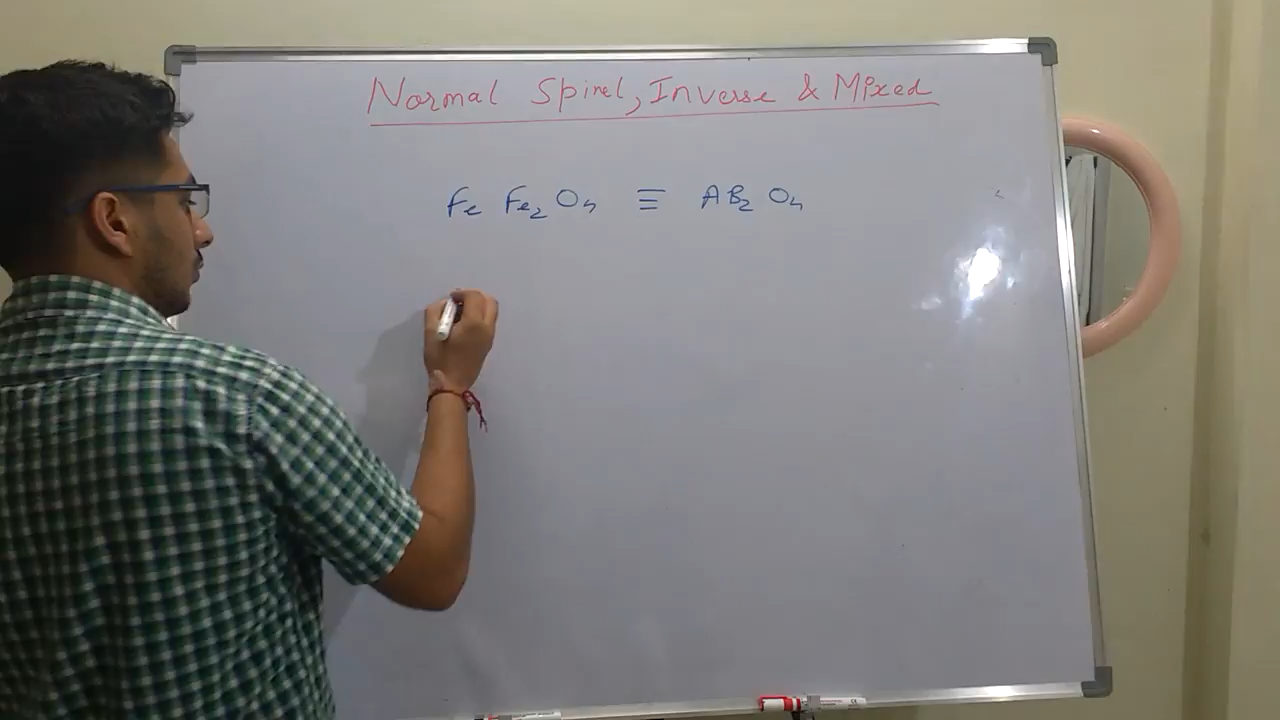 Normal Spinel, Inverse & Mixed
Fe Fe₂ O₄ ≡ AB₂ O₄